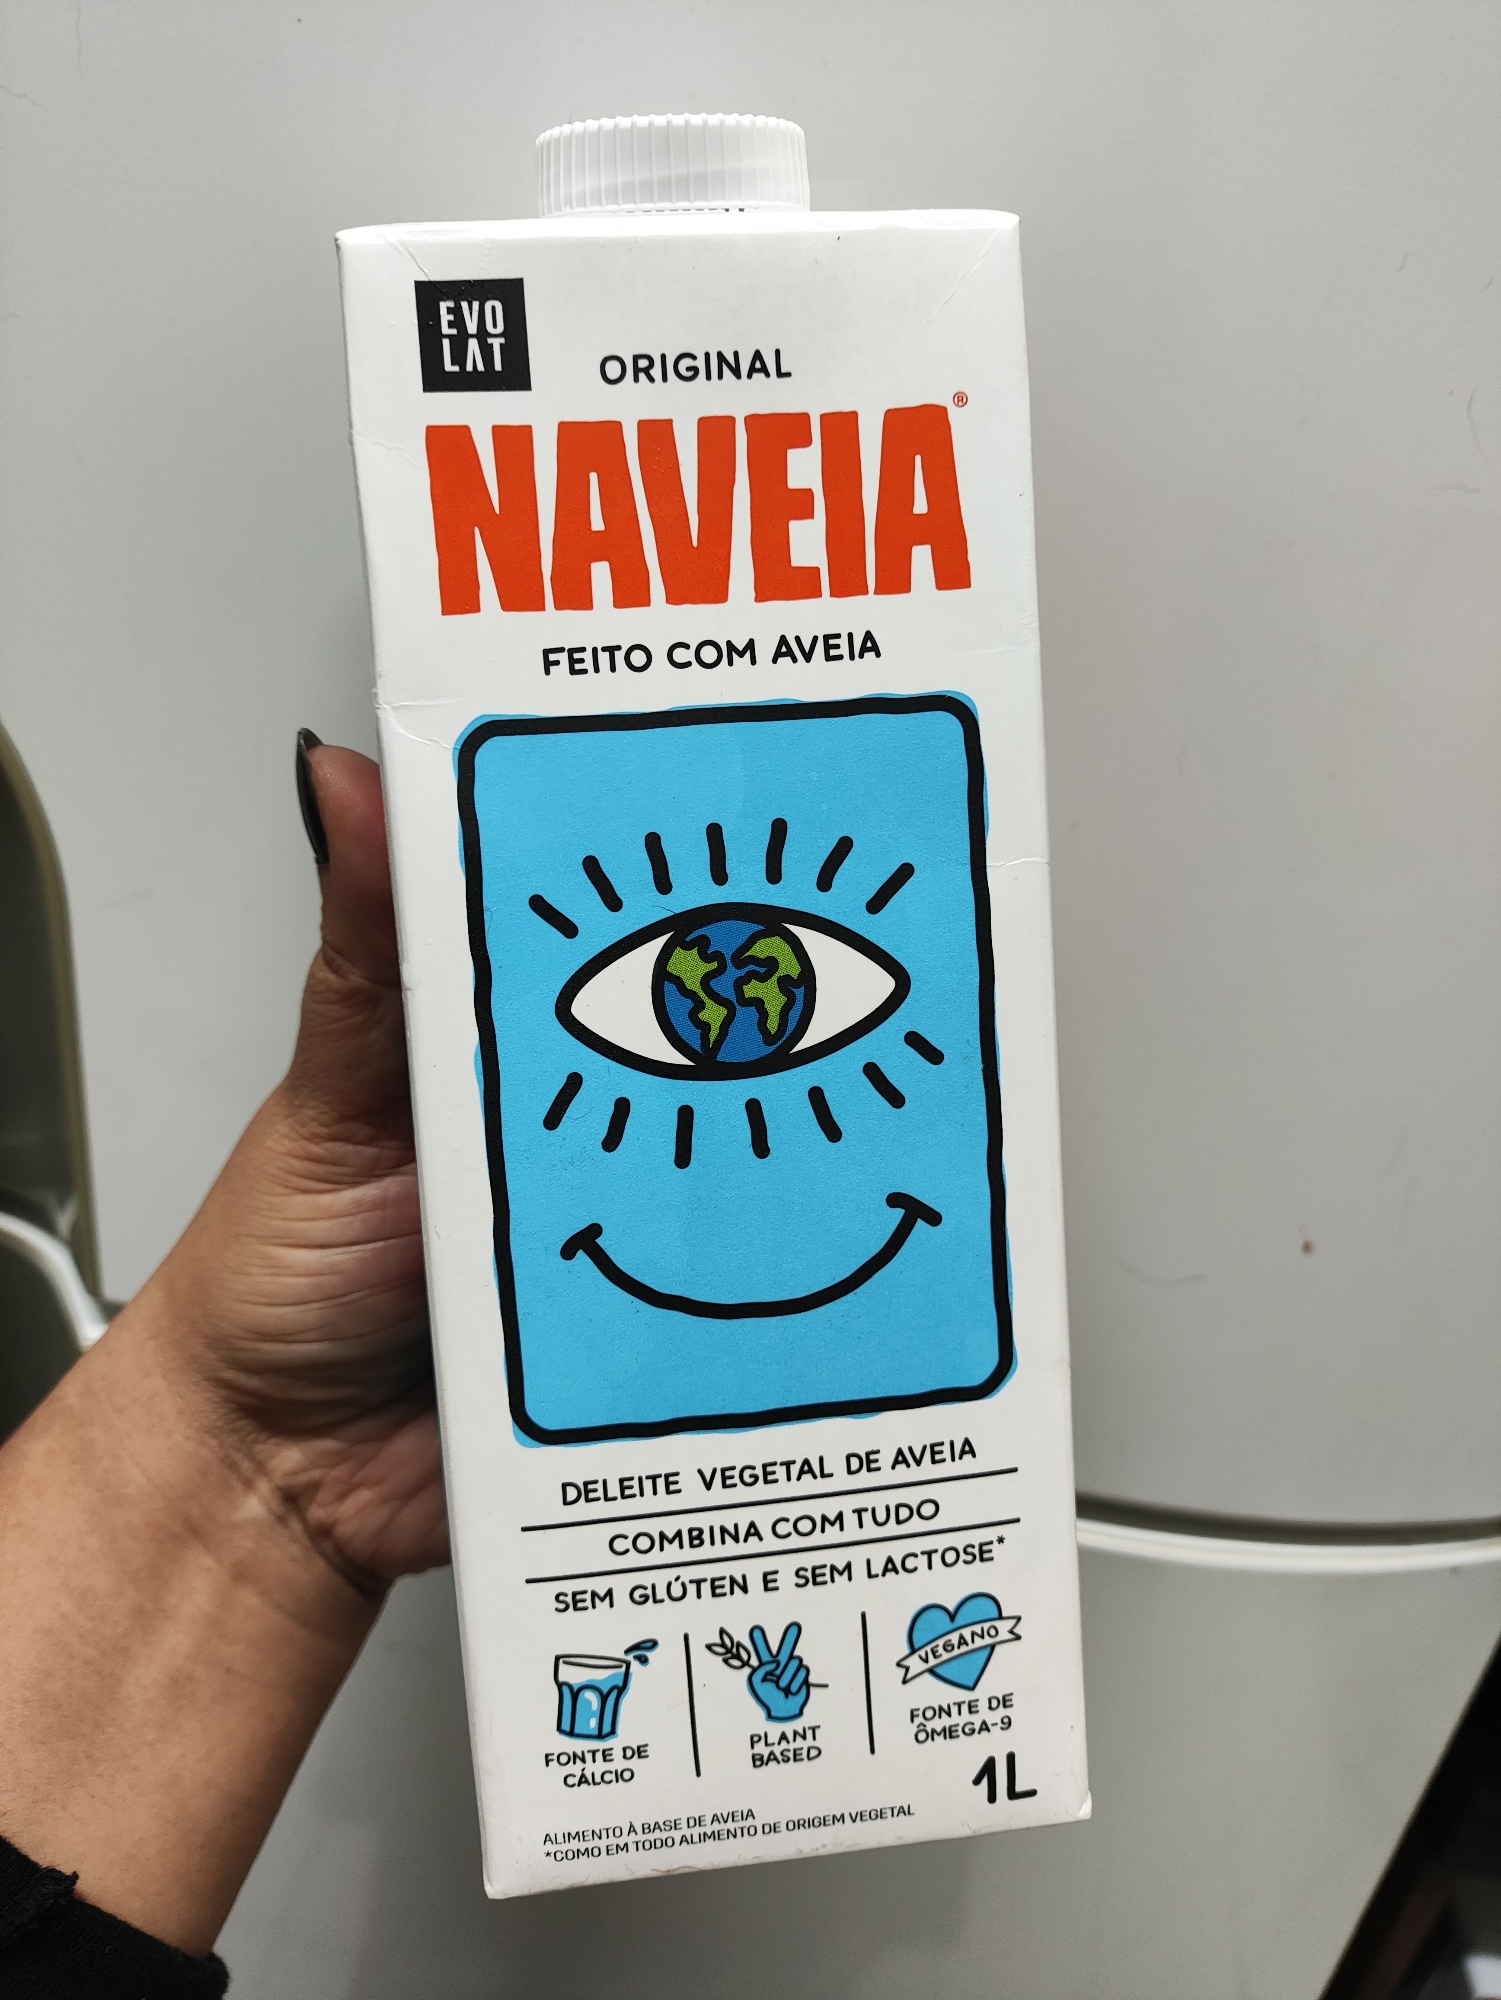 EVO
LAT
ORIGINAL
NAVEIA®
FEITO COM AVEIA
DELEITE VEGETAL DE AVEIA
COMBINA COM TUDO
SEM GLÚTEN E SEM LACTOSE*
FONTE DE
CÁLCIO
PLANT
BASED
VEGANO
FONTE DE
ÔMEGA-9
1L
ALIMENTO À BASE DE AVEIA
*COMO EM TODO ALIMENTO DE ORIGEM VEGETAL